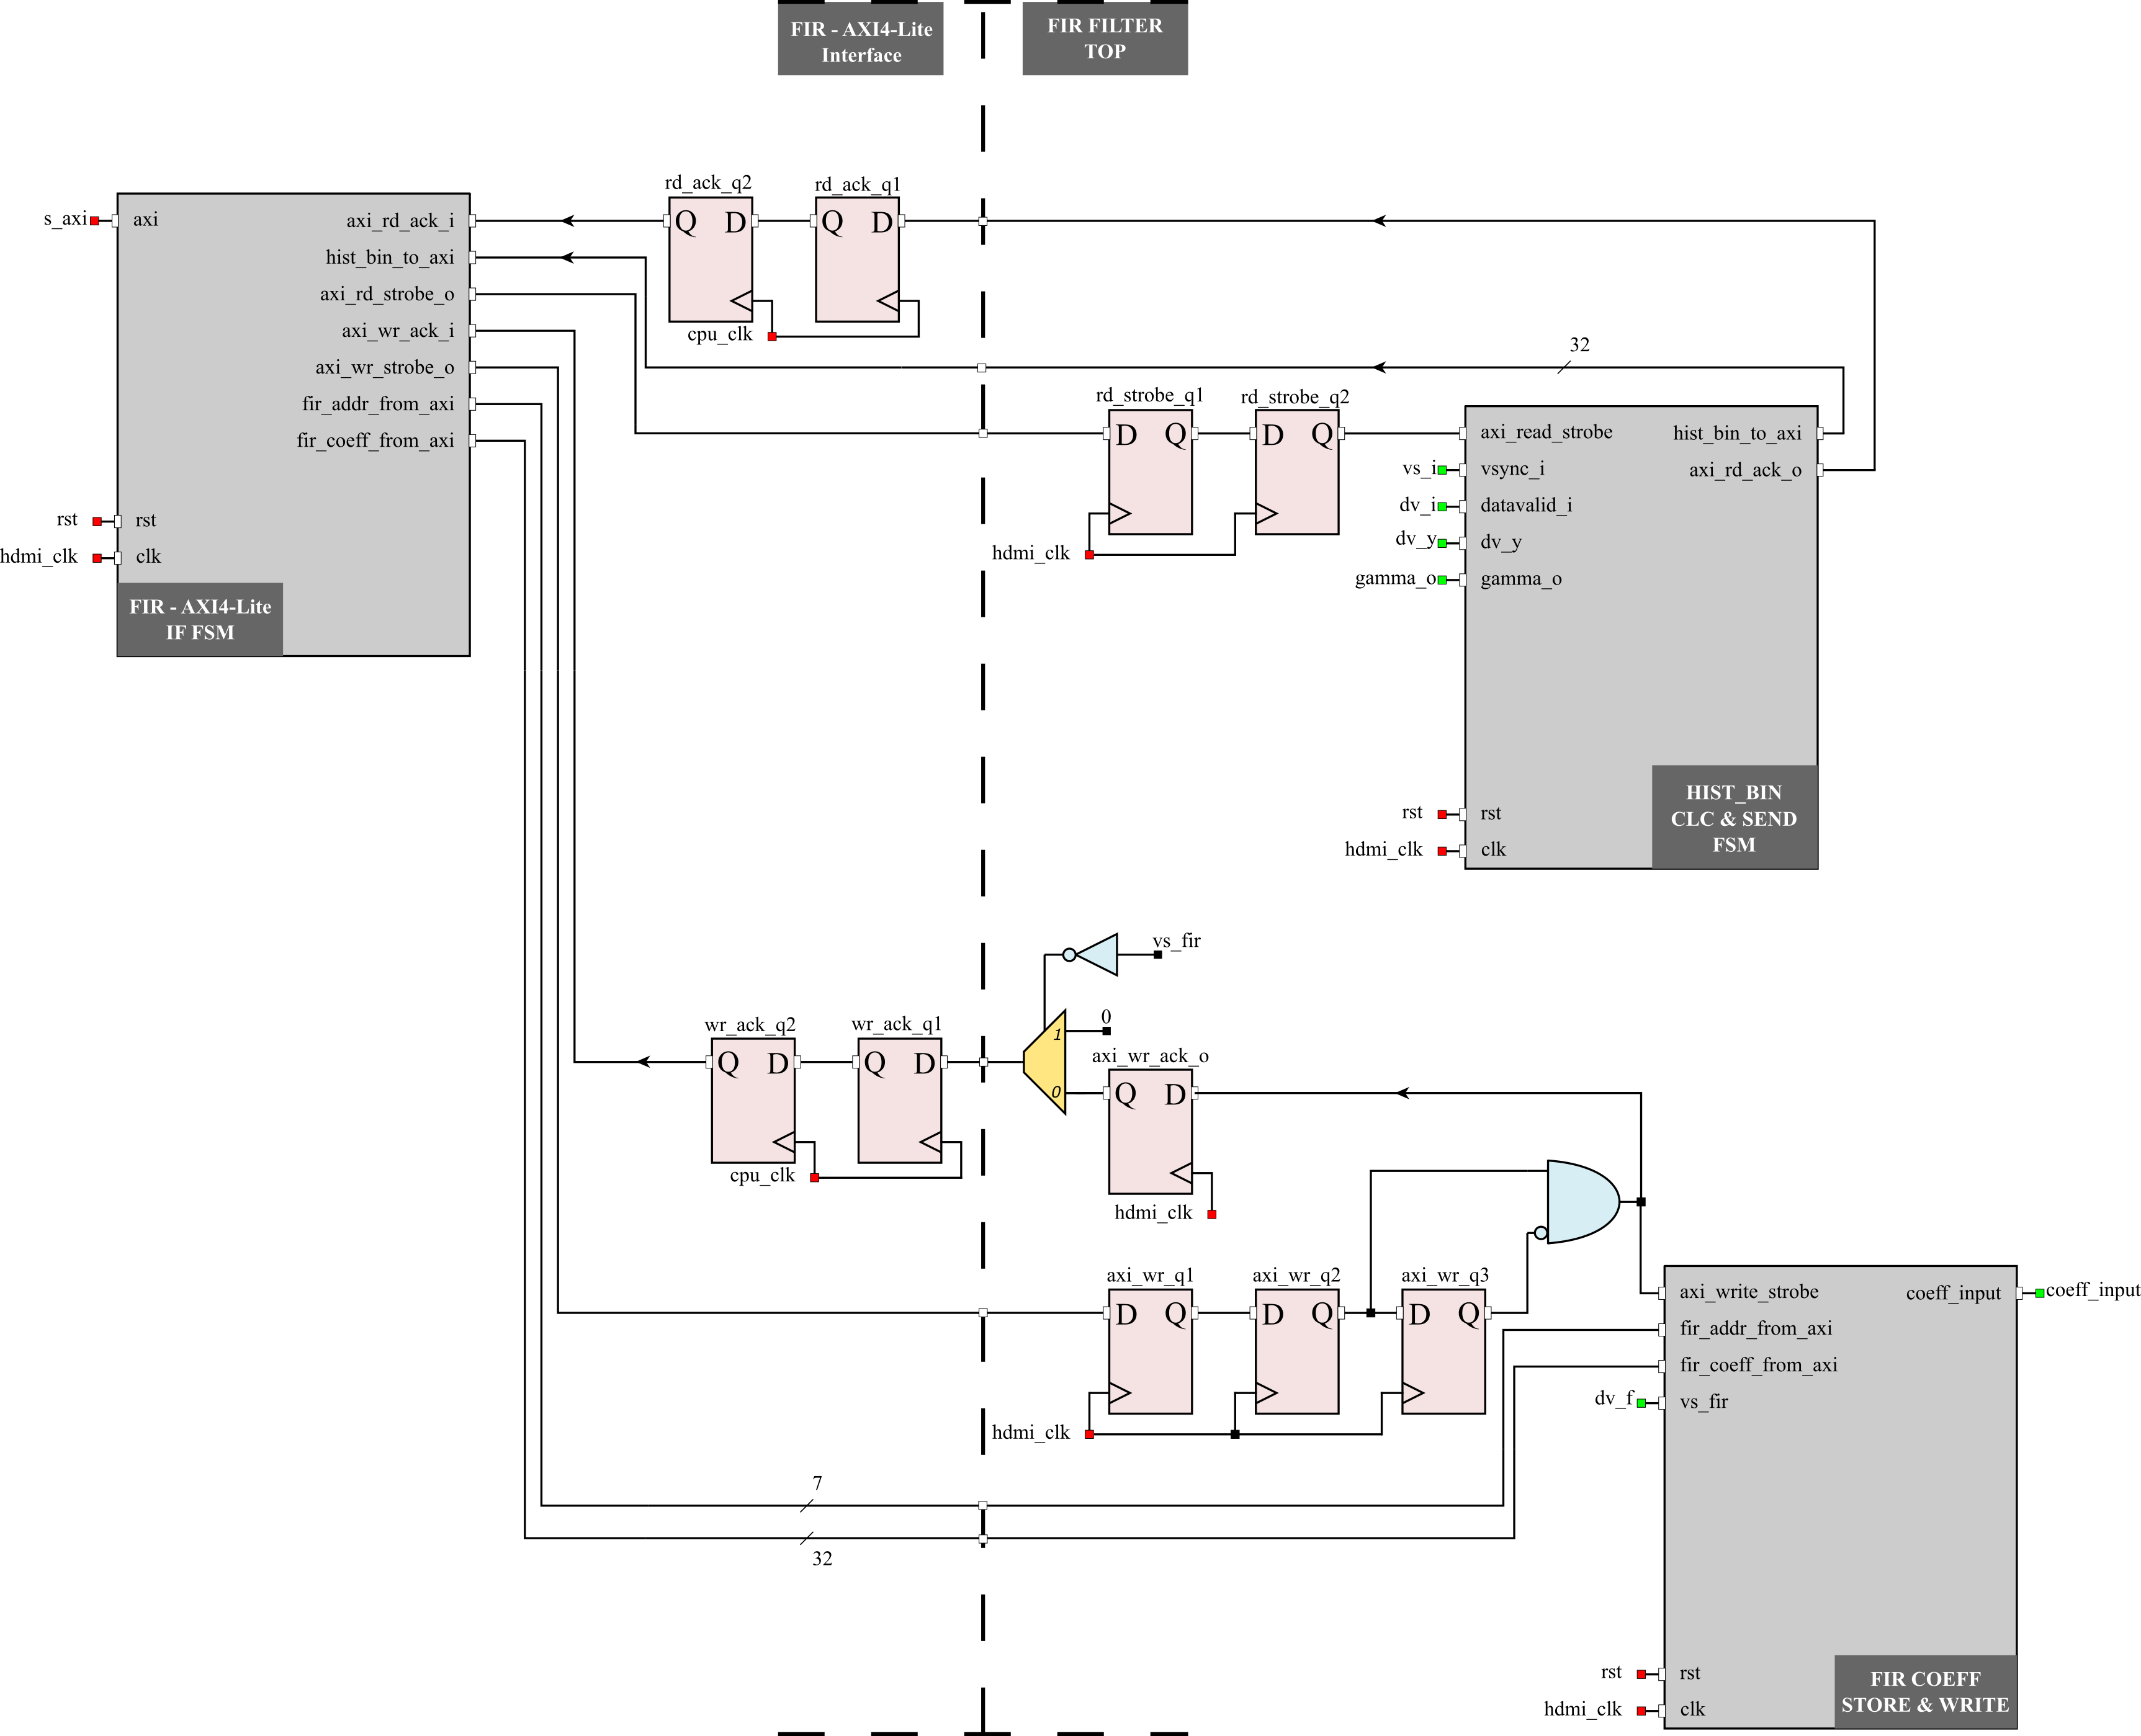 FIR - AXI4-Lite
Interface
FIR FILTER
TOP
rd_ack_q2
rd_ack_q1
s_axi
axi
axi_rd_ack_i
Q D
Q D
hist_bin_to_axi
axi_rd_strobe_o
axi_wr_ack_i
cpu_clk
32
axi_wr_strobe_o
fir_addr_from_axi
fir_coeff_from_axi
rst
rst
hdmi_clk
clk
FIR - AXI4-Lite
IF FSM
rd_strobe_q1
rd_strobe_q2
D Q
D Q
hdmi_clk
axi_read_strobe
hist_bin_to_axi
vs_i
vsync_i
axi_rd_ack_o
dv_i
datavalid_i
dv_y
dv_y
gamma_o
gamma_o
rst
rst
hdmi_clk
clk
HIST_BIN
CLC & SEND
FSM
vs_fir
0
1
0
wr_ack_q2
wr_ack_q1
Q D
Q D
cpu_clk
axi_wr_ack_o
Q D
hdmi_clk
axi_wr_q1
axi_wr_q2
axi_wr_q3
D Q
D Q
D Q
hdmi_clk
axi_write_strobe
coeff_input
coeff_input
fir_addr_from_axi
fir_coeff_from_axi
dv_f
vs_fir
7
32
rst
rst
hdmi_clk
clk
FIR COEFF
STORE & WRITE